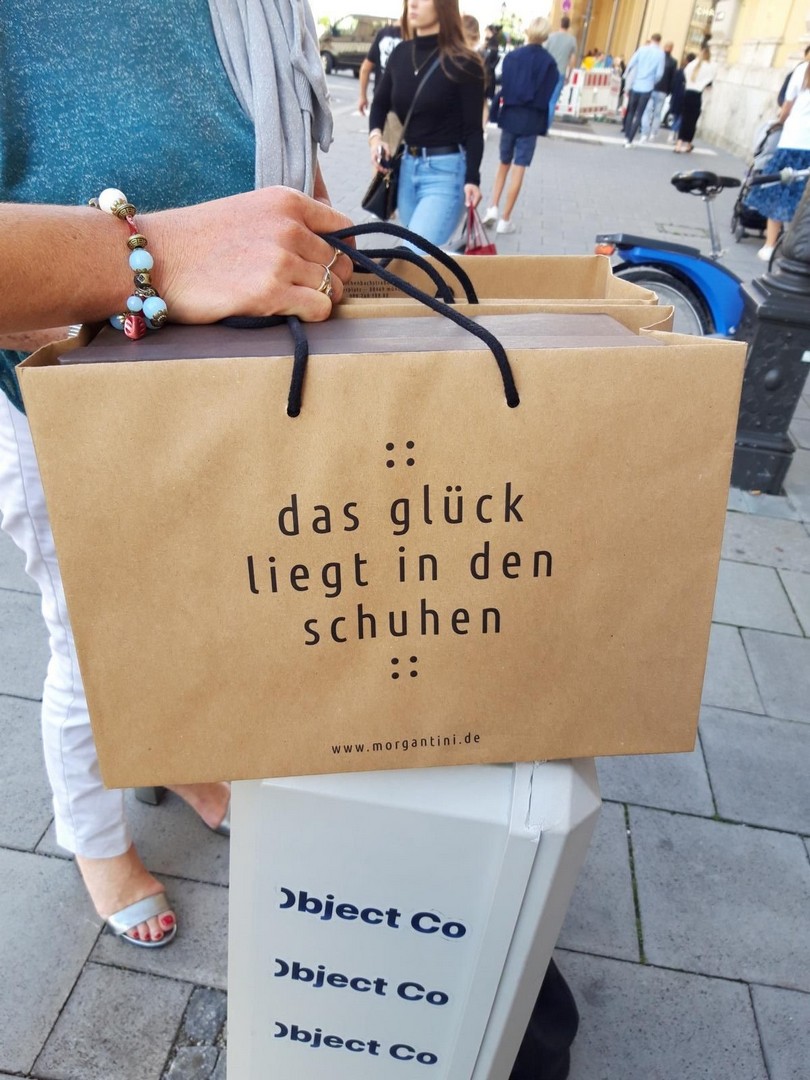 das glück
liegt in den
schuhen
www.morgantini.de
Object Co
Object Co
Object Co